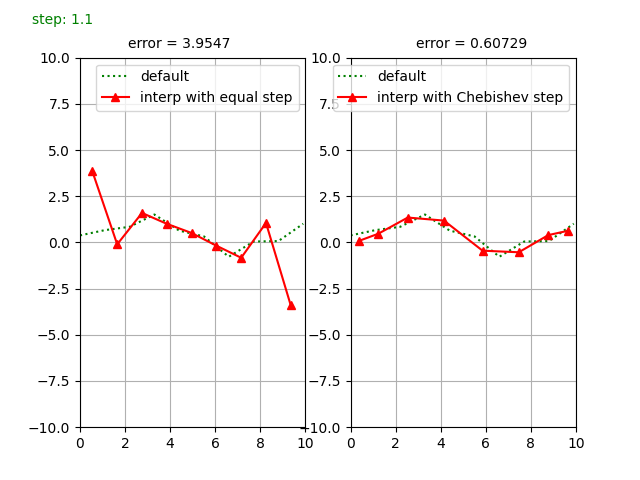 step: 1.1
error = 3.9547
error = 0.60729
default
interp with equal step
default
interp with Chebishev step
10.0
7.5
5.0
2.5
0.0
−2.5
−5.0
−7.5
−10.0
0 2 4 6 8 10
10.0
7.5
5.0
2.5
0.0
−2.5
−5.0
−7.5
−10.0
0 2 4 6 8 10